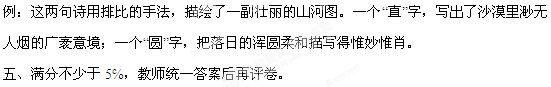 例：这两句诗用排比的手法，描绘了一副壮丽的山河图。一个“直”字，写出了沙漠里渺无
人烟的广袤意境；一个“圆”字，把落日的浑圆柔和描写得惟妙惟肖。
五、满分不少于 5%，教师统一答案后再评卷。